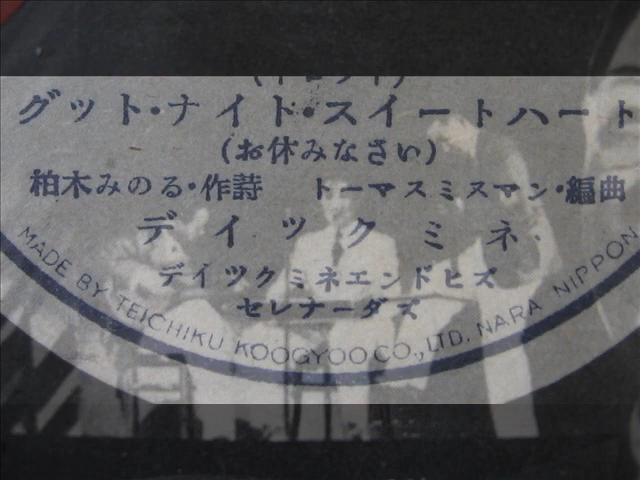 グット・ナイト・スイートハート
(お休みなさい)
柏木みのる・作詩 トーマスミスマン・編曲
デイツクミネ
デイツクミネエンドヒズ
セレナーダズ
MADE BY TEICHIKU KOOGYOO CO., LTD. NARA NIPPON